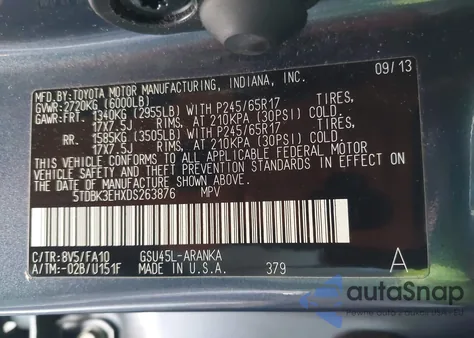 MFD.BY:TOYOTA MOTOR MANUFACTURING, INDIANA, INC. 09/13
GVWR:2720KG (6000LB)
GAWR:FRT. 1340KG (2955LB) WITH P245/65R17 TIRES,
17X7.5J RIMS, AT 210KPA (30PSI) COLD.
RR. 1585KG (3505LB) WITH P245/65R17 TIRES,
17X7.5J RIMS, AT 210KPA (30PSI) COLD.
THIS VEHICLE CONFORMS TO ALL APPLICABLE FEDERAL MOTOR
VEHICLE SAFETY STANDARDS IN EFFECT ON
THE DATE OF MANUFACTURE SHOWN ABOVE.
5TDBK3EHXDS263876 MPV
C/TR:8V5/FA10 GSU45L-ARANKA A
A/TM:-02B/U151F MADE IN U.S.A. 379
autoSnap